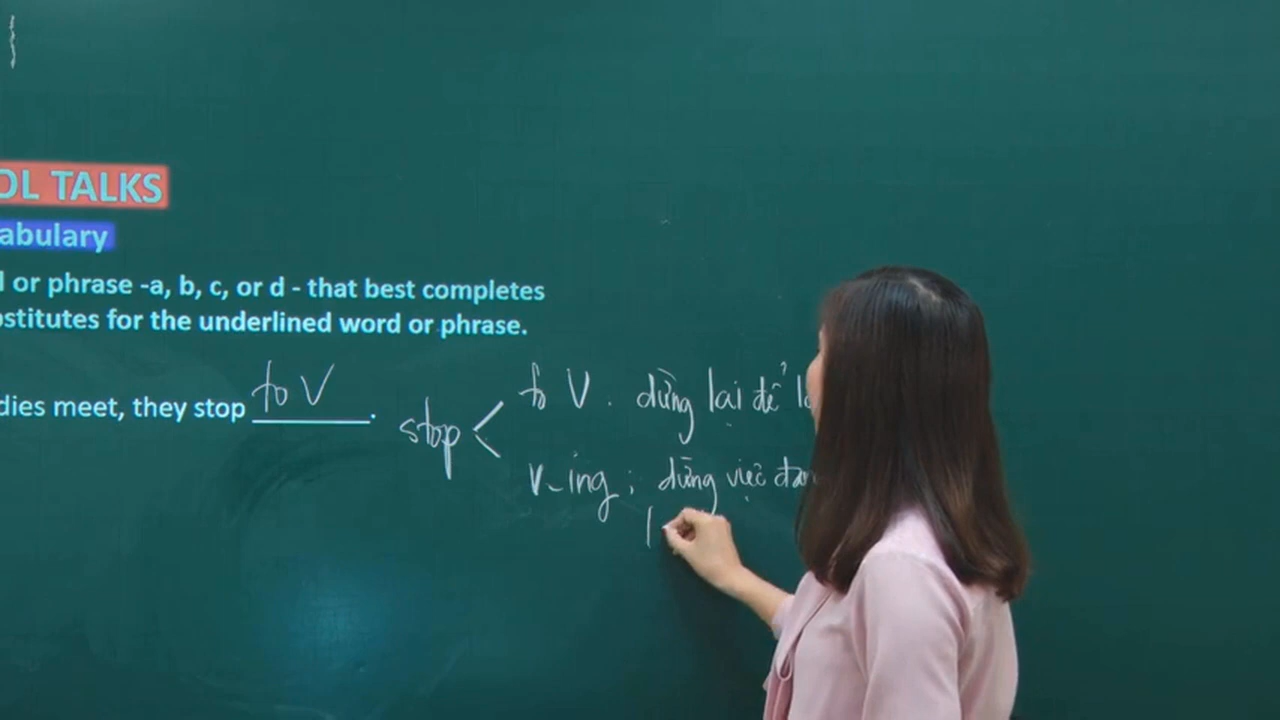 OL TALKS
abulary
or phrase -a, b, c, or d - that best completes
stitutes for the underlined word or phrase.
dies meet, they stop to V.
stop < to V. dừng lại để
V-ing; dừng việc